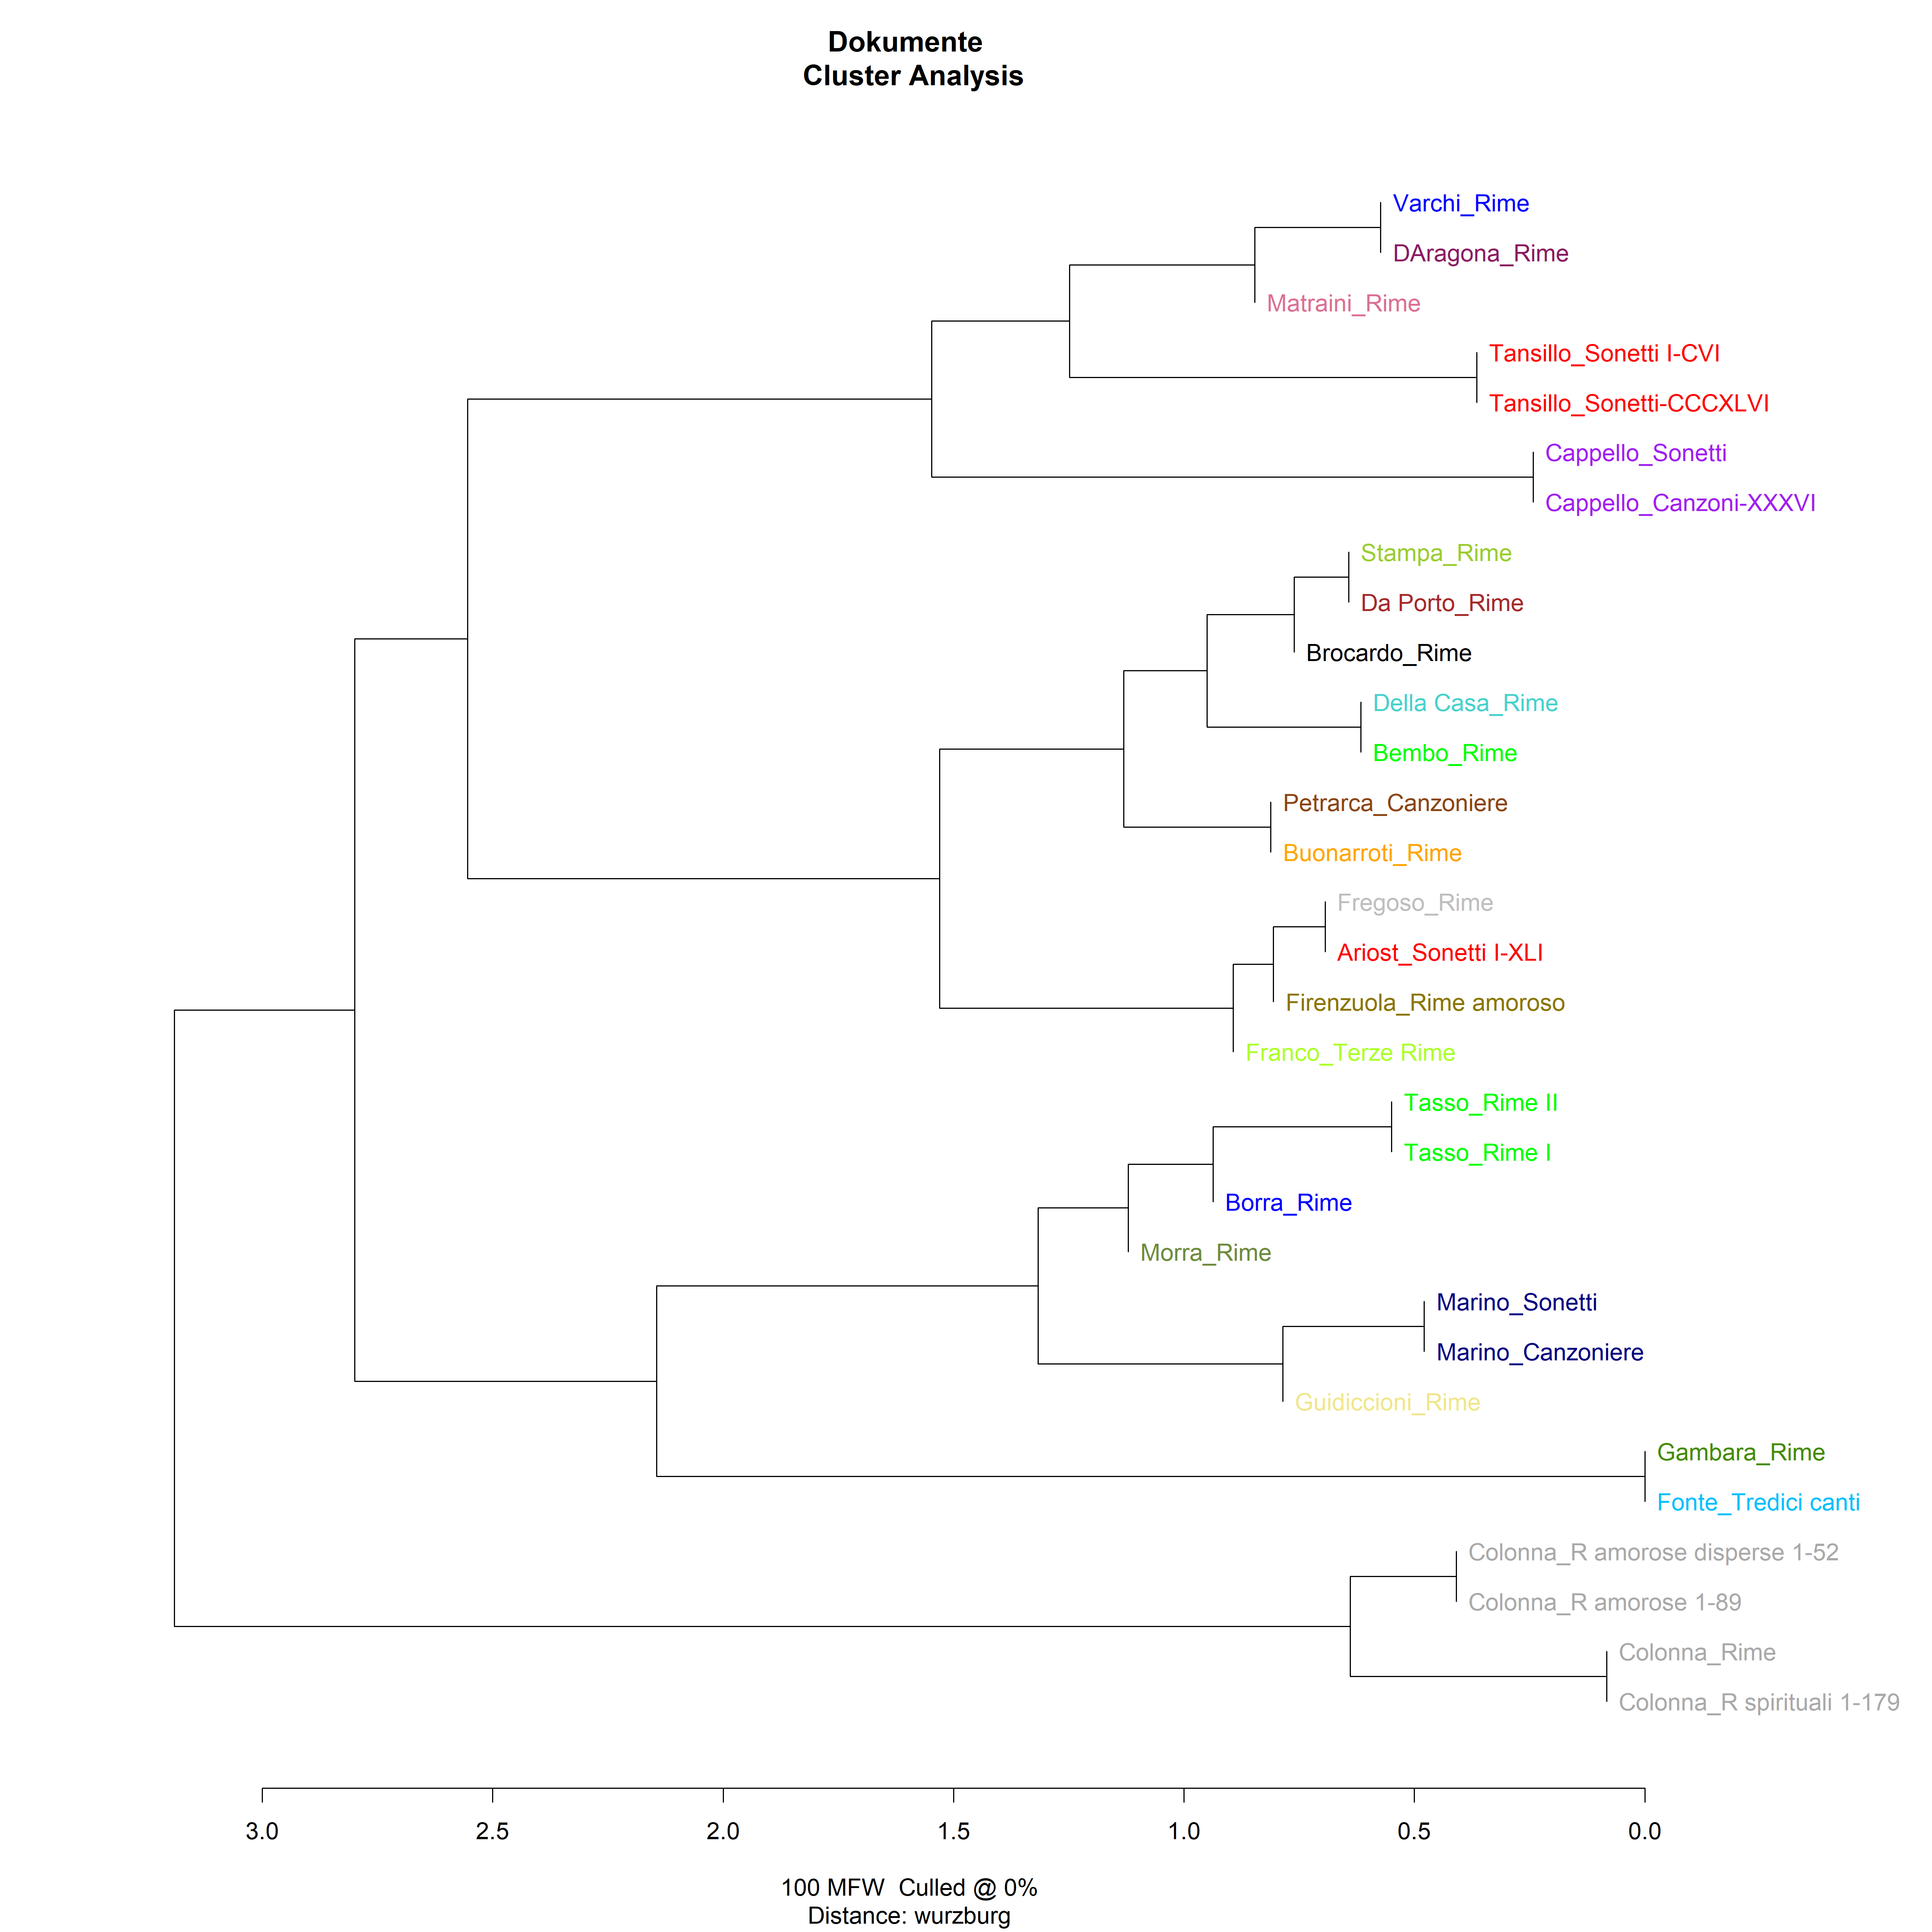 Dokumente
Cluster Analysis
Varchi_Rime
DAragona_Rime
Matraini_Rime
Tansillo_Sonetti I-CVI
Tansillo_Sonetti-CCCXLVI
Cappello_Sonetti
Cappello_Canzoni-XXXVI
Stampa_Rime
Da Porto_Rime
Brocardo_Rime
Della Casa_Rime
Bembo_Rime
Petrarca_Canzoniere
Buonarroti_Rime
Fregoso_Rime
Ariost_Sonetti I-XLI
Firenzuola_Rime amoroso
Franco_Terze Rime
Tasso_Rime II
Tasso_Rime I
Borra_Rime
Morra_Rime
Marino_Sonetti
Marino_Canzoniere
Guidiccioni_Rime
Gambara_Rime
Fonte_Tredici canti
Colonna_R amorose disperse 1-52
Colonna_R amorose 1-89
Colonna_Rime
Colonna_R spirituali 1-179
3.0 2.5 2.0 1.5 1.0 0.5 0.0
100 MFW  Culled @ 0%
Distance: wurzburg